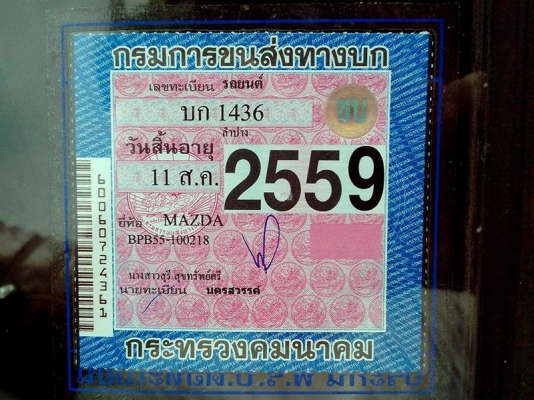 กรมการขนส่งทางบก
เลขทะเบียน รถยนต์
บก 1436
ลำปาง
ขบ
วันสิ้นอายุ
11 ส.ค.
2559
ยี่ห้อ MAZDA
BPB55-100218
นางสาวสุรี สุขทรัพย์ศรี
นายทะเบียน นครสวรรค์
กระทรวงคมนาคม
60060724361